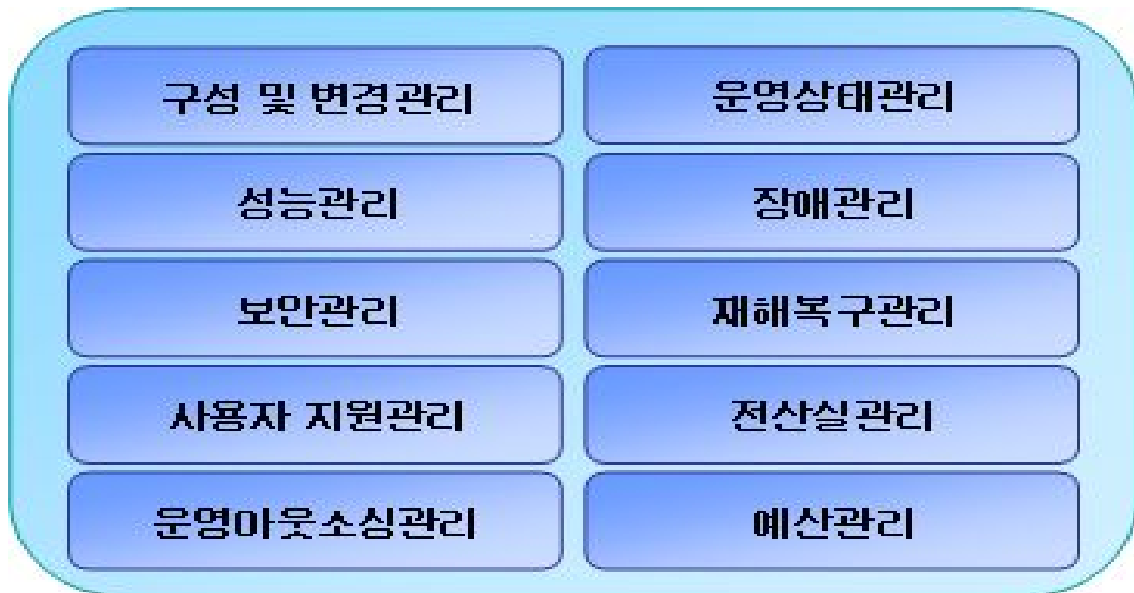 구성 및 변경관리
운영상태관리
성능관리
장애관리
보안관리
재해복구관리
사용자 지원관리
전산실관리
운영아웃소싱관리
예산관리